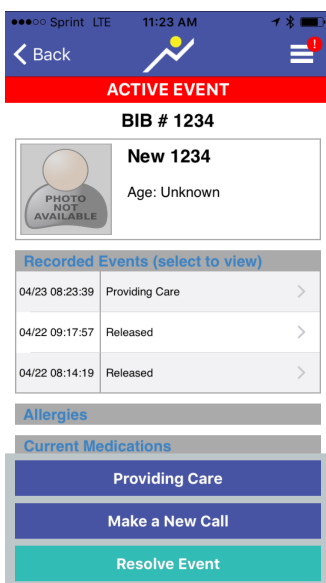 Sprint LTE 11:23 AM
Back
!
ACTIVE EVENT
BIB # 1234
New 1234
Age: Unknown
PHOTO
NOT
AVAILABLE
Recorded Events (select to view)
04/23 08:23:39 Providing Care
04/22 09:17:57 Released
04/22 08:14:19 Released
Allergies
Current Medications
Providing Care
Make a New Call
Resolve Event